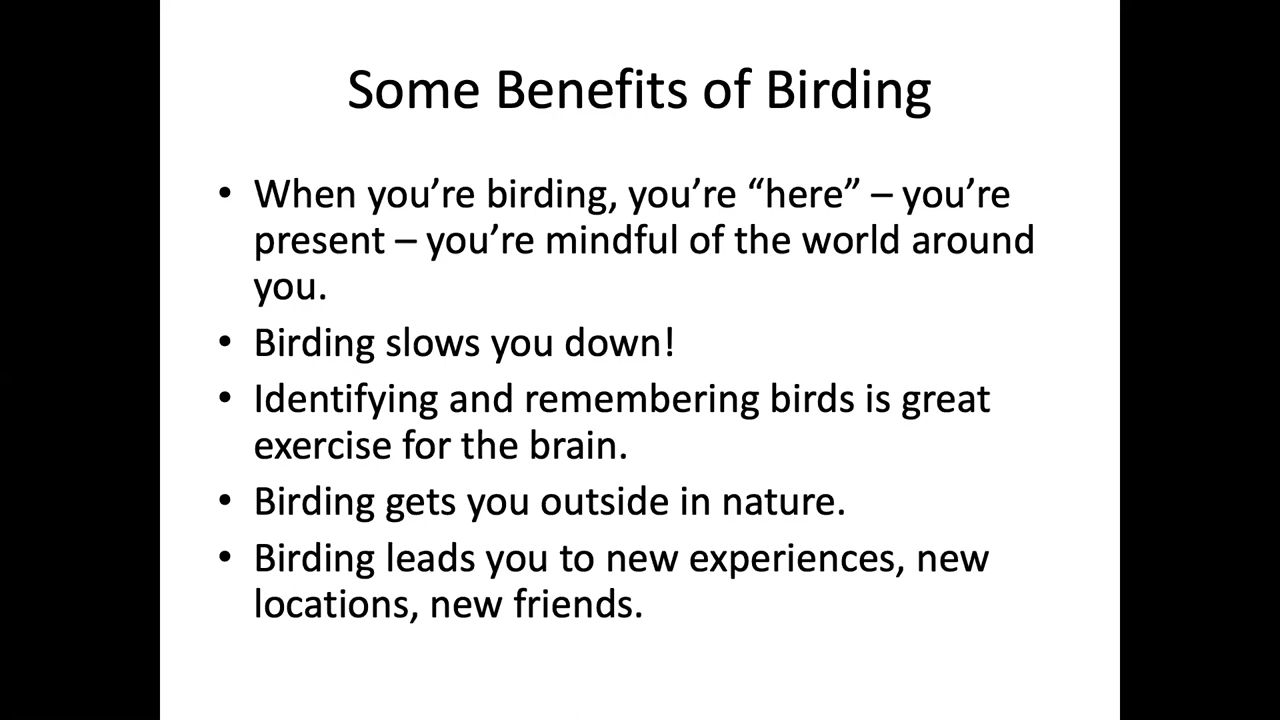 Some Benefits of Birding
• When you’re birding, you’re “here” – you’re
present – you’re mindful of the world around
you.
• Birding slows you down!
• Identifying and remembering birds is great
exercise for the brain.
• Birding gets you outside in nature.
• Birding leads you to new experiences, new
locations, new friends.